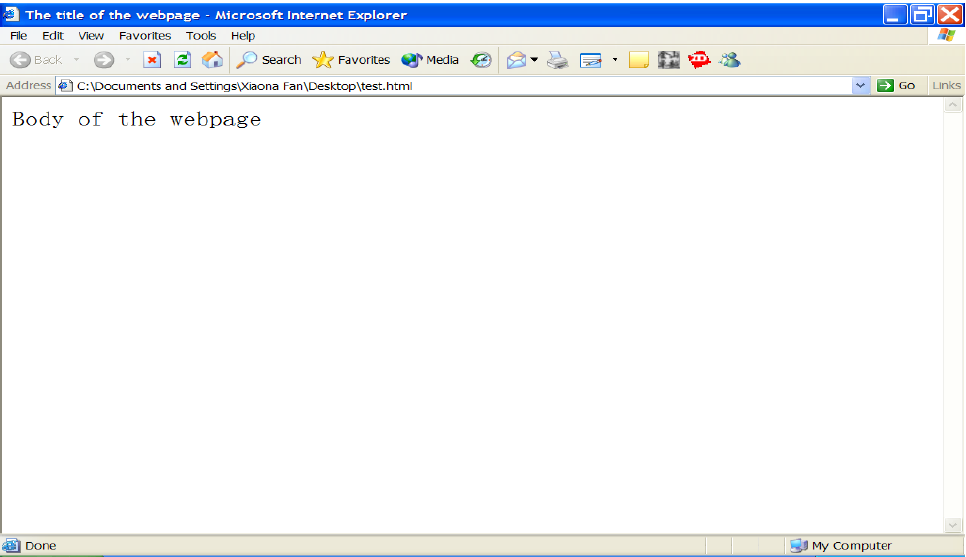 The title of the webpage - Microsoft Internet Explorer
File Edit View Favorites Tools Help
Back Search Favorites Media
Address C:\Documents and Settings\Xiaona Fan\Desktop\test.html Go Links
Body of the webpage
Done My Computer